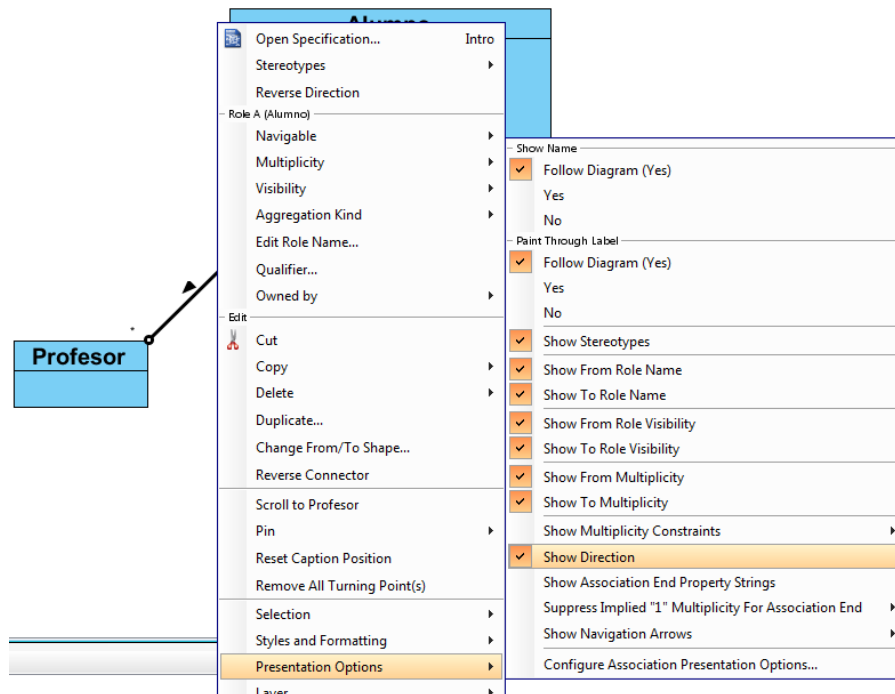 Alumno
Open Specification... Intro
Stereotypes
Reverse Direction
Role A (Alumno)
Navigable
Multiplicity
Visibility
Aggregation Kind
Edit Role Name...
Qualifier...
Owned by
Edit
Cut
Copy
Delete
Duplicate...
Change From/To Shape...
Reverse Connector
Scroll to Profesor
Pin
Reset Caption Position
Remove All Turning Point(s)
Selection
Styles and Formatting
Presentation Options
Layer
Show Name
Follow Diagram (Yes)
Yes
No
Paint Through Label
Follow Diagram (Yes)
Yes
No
Show Stereotypes
Show From Role Name
Show To Role Name
Show From Role Visibility
Show To Role Visibility
Show From Multiplicity
Show To Multiplicity
Show Multiplicity Constraints
Show Direction
Show Association End Property Strings
Suppress Implied "1" Multiplicity For Association End
Show Navigation Arrows
Configure Association Presentation Options...
*
Profesor